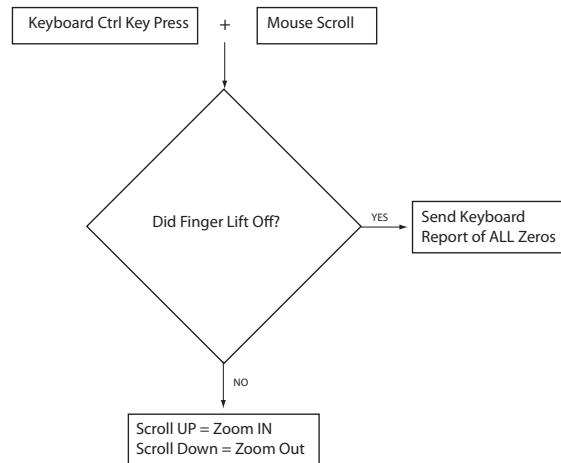 Keyboard Ctrl Key Press + Mouse Scroll
Did Finger Lift Off?
YES
Send Keyboard
Report of ALL Zeros
NO
Scroll UP = Zoom IN
Scroll Down = Zoom Out